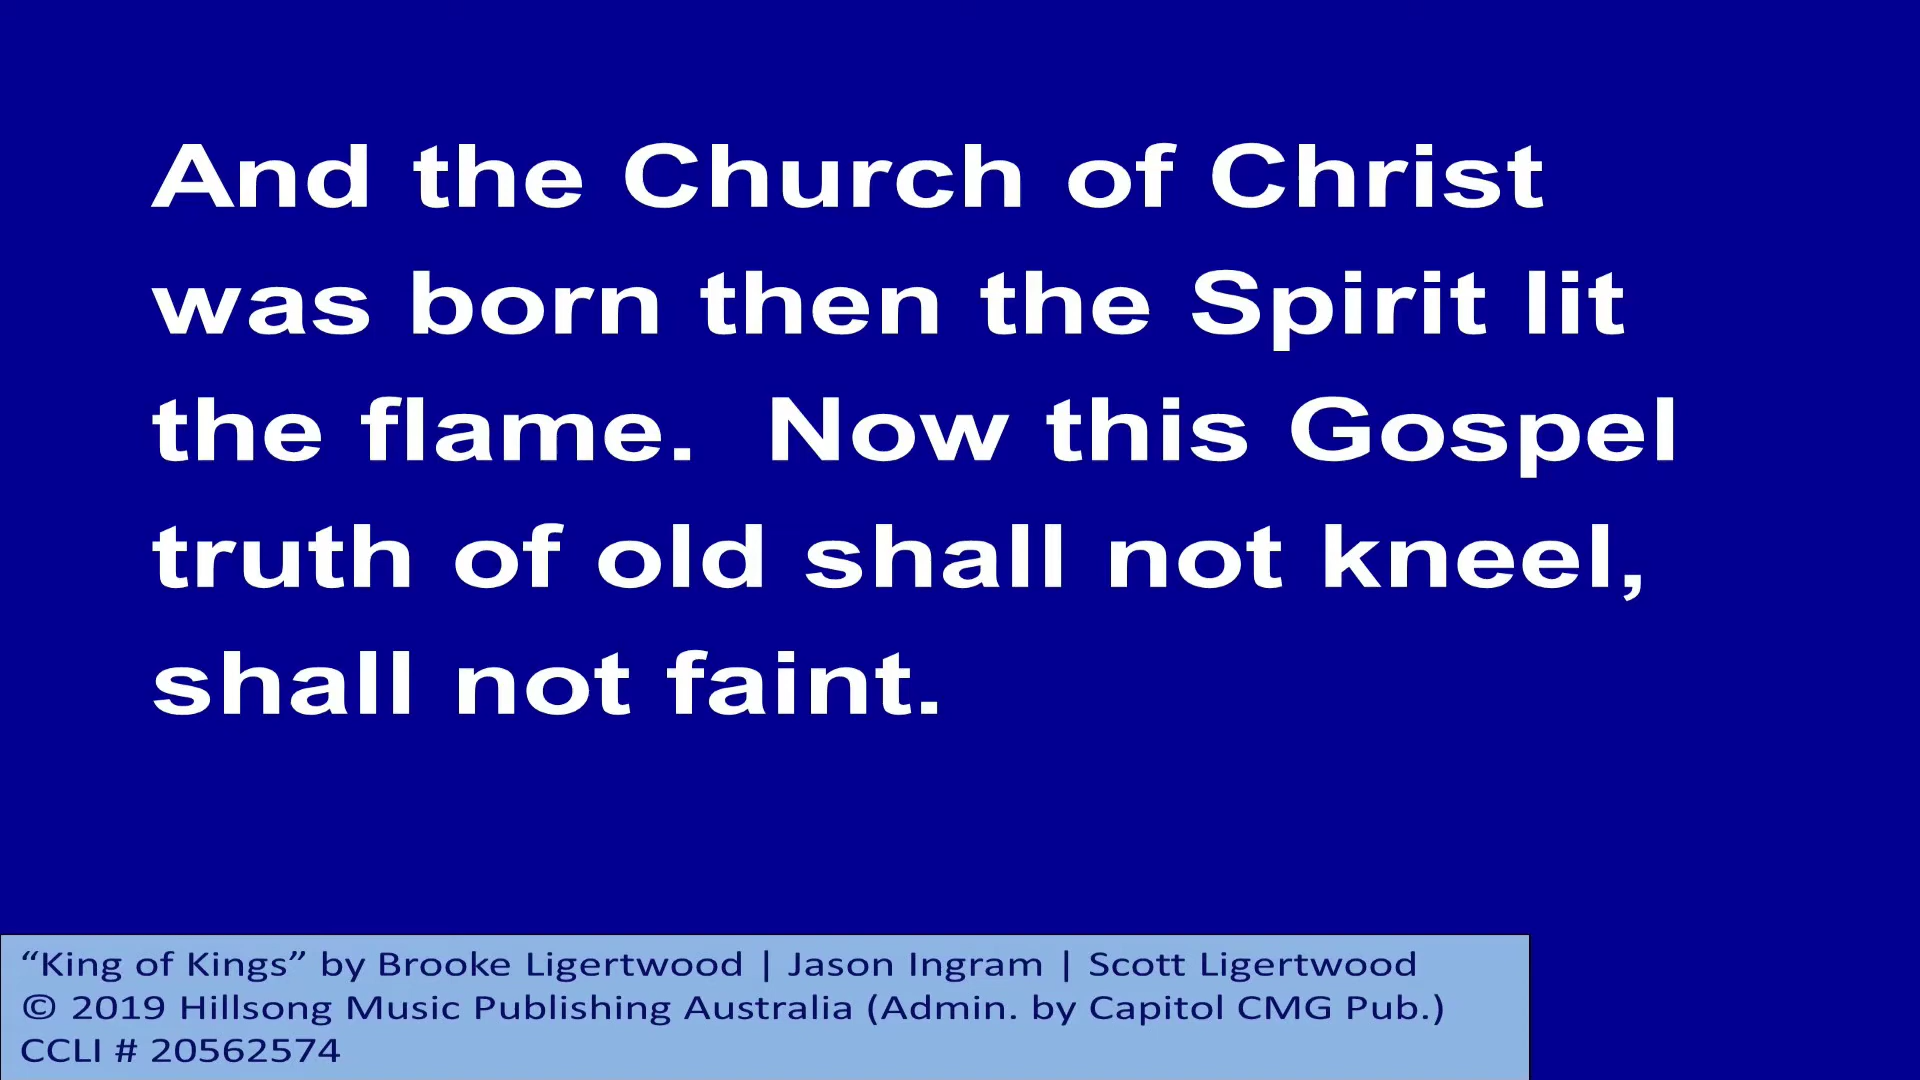 And the Church of Christ
was born then the Spirit lit
the flame.  Now this Gospel
truth of old shall not kneel,
shall not faint.
“King of Kings” by Brooke Ligertwood | Jason Ingram | Scott Ligertwood
© 2019 Hillsong Music Publishing Australia (Admin. by Capitol CMG Pub.)
CCLI # 20562574